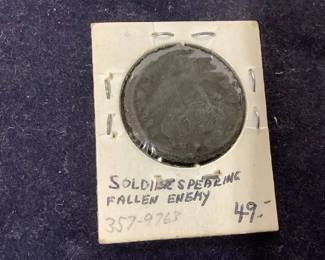 SOLDIER SPEARING
FALLEN ENEMY
49.-
357-9763